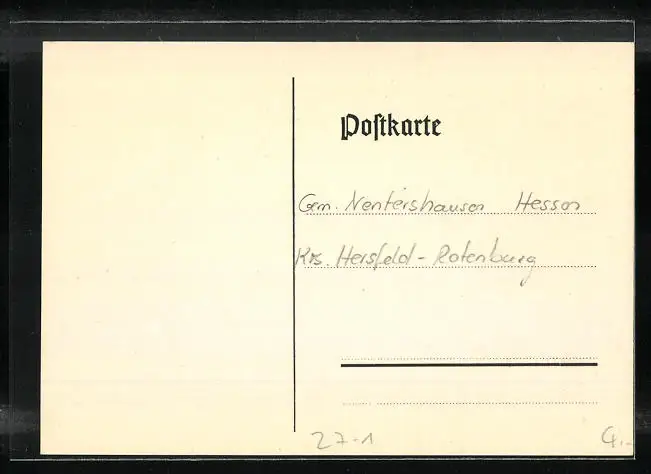 Poſtkarte
Gem. Nentershausen Hessen
Krs. Hersfeld-Rotenburg
27-1
4,-